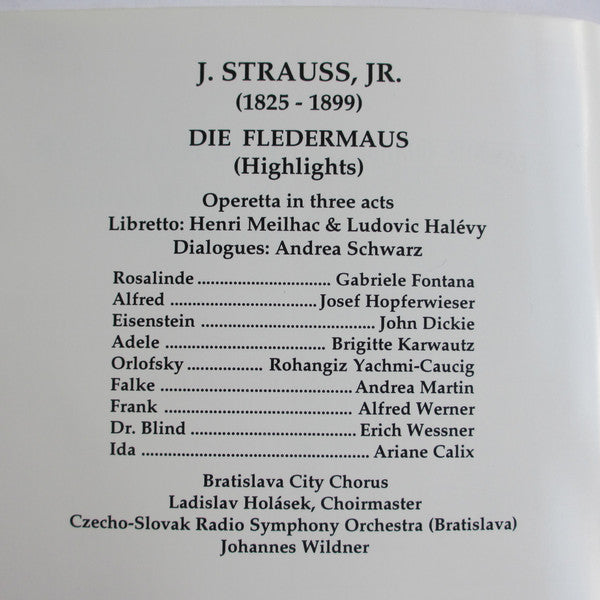 J. STRAUSS, JR.
(1825 - 1899)
DIE FLEDERMAUS
(Highlights)
Operetta in three acts
Libretto: Henri Meilhac & Ludovic Halévy
Dialogues: Andrea Schwarz
Rosalinde .............................. Gabriele Fontana
Alfred .................................. Josef Hopferwieser
Eisenstein ....................................... John Dickie
Adele ..................................... Brigitte Karwautz
Orlofsky ................. Rohangiz Yachmi-Caucig
Falke ............................................ Andrea Martin
Frank ........................................... Alfred Werner
Dr. Blind ...................................... Erich Wessner
Ida .................................................... Ariane Calix
Bratislava City Chorus
Ladislav Holásek, Choirmaster
Czecho-Slovak Radio Symphony Orchestra (Bratislava)
Johannes Wildner